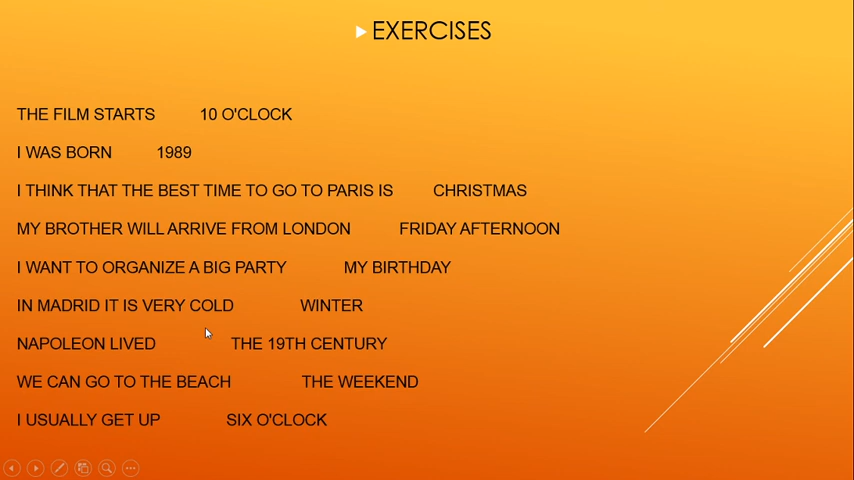 EXERCISES
THE FILM STARTS 10 O'CLOCK
I WAS BORN 1989
I THINK THAT THE BEST TIME TO GO TO PARIS IS CHRISTMAS
MY BROTHER WILL ARRIVE FROM LONDON FRIDAY AFTERNOON
I WANT TO ORGANIZE A BIG PARTY MY BIRTHDAY
IN MADRID IT IS VERY COLD WINTER
NAPOLEON LIVED THE 19TH CENTURY
WE CAN GO TO THE BEACH THE WEEKEND
I USUALLY GET UP SIX O'CLOCK